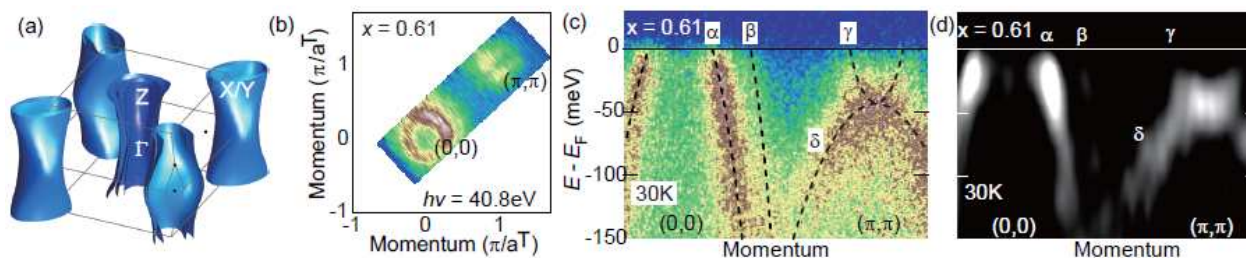 (a)
Z
Γ
X/Y
(b)
Momentum (π/aT)
1
0
-1
x = 0.61
(π,π)
(0,0)
hν = 40.8eV
-1
0
1
Momentum (π/aT)
(c)
x = 0.61
α
β
γ
E - EF (meV)
0
-50
-100
-150
δ
30K
(0,0)
(π,π)
Momentum
(d)
x = 0.61
α
β
γ
δ
30K
(0,0)
(π,π)
Momentum